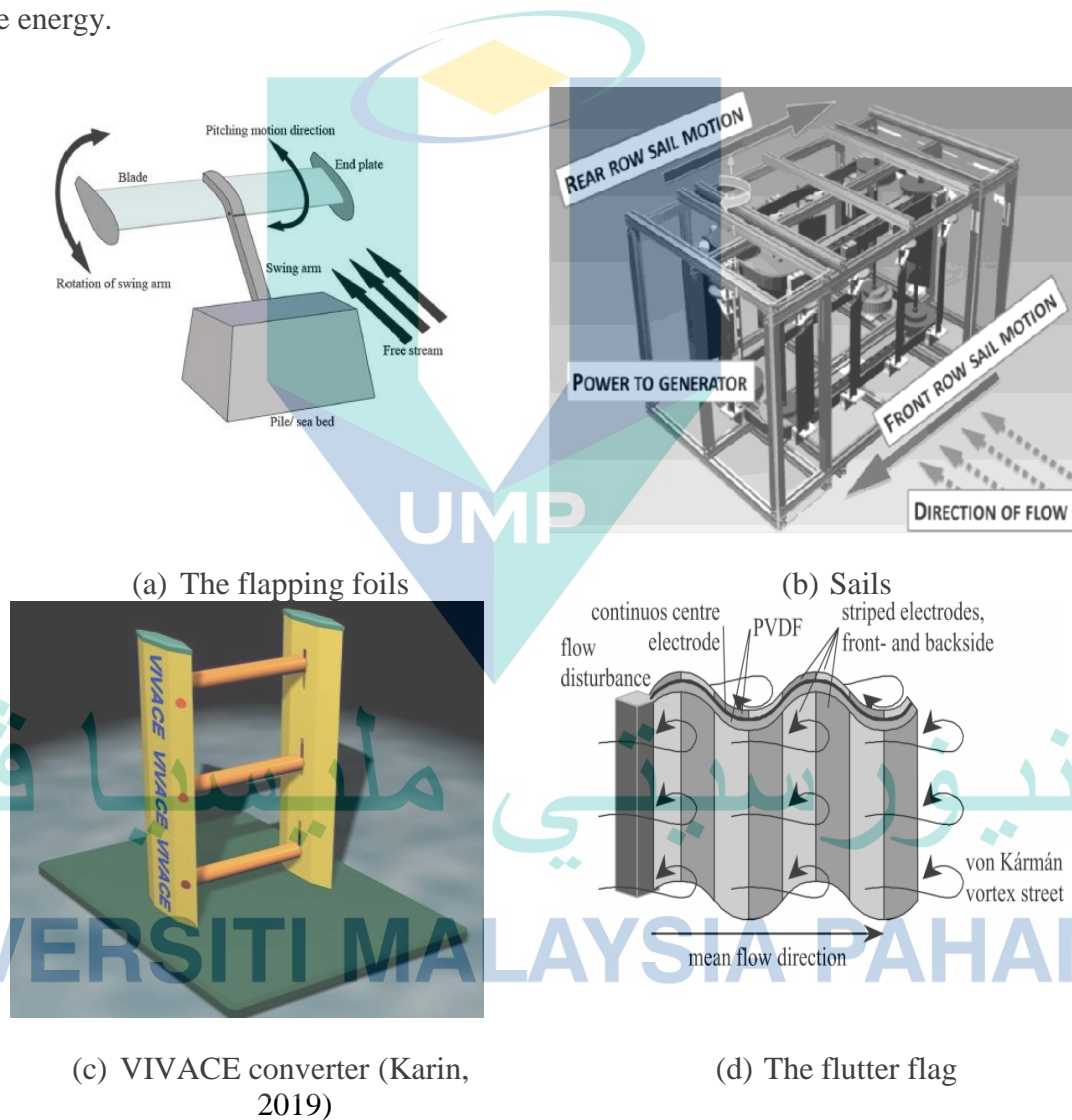 e energy.
Pitching motion direction
End plate
Blade
Swing arm
Rotation of swing arm
Free stream
Pile/ sea bed
REAR ROW SAIL MOTION
POWER TO GENERATOR
FRONT ROW SAIL MOTION
DIRECTION OF FLOW
UMP
(a) The flapping foils
(b) Sails
VIVACE VIVACE VIVACE
continuos centre
electrode
PVDF
striped electrodes,
front- and backside
flow
disturbance
von Kármán
vortex street
mean flow direction
VERSITI MALAYSIA PAHAN
(c) VIVACE converter (Karin,
2019)
(d) The flutter flag